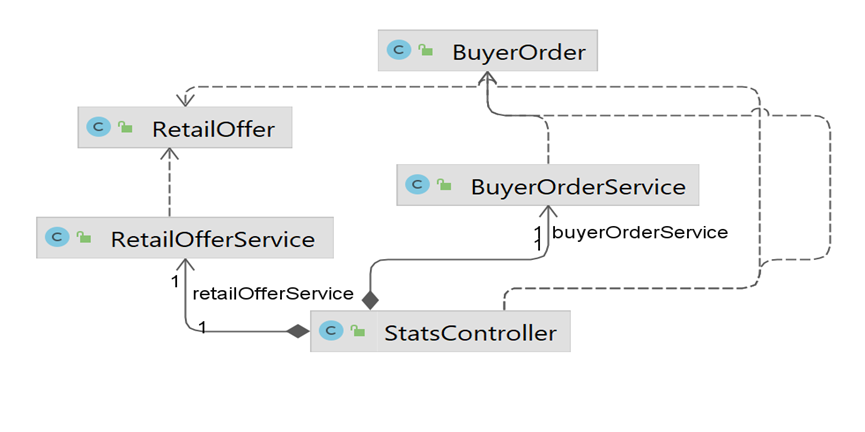 C BuyerOrder
C RetailOffer
C BuyerOrderService
C RetailOfferService
1
1
buyerOrderService
1
retailOfferService
1
C StatsController